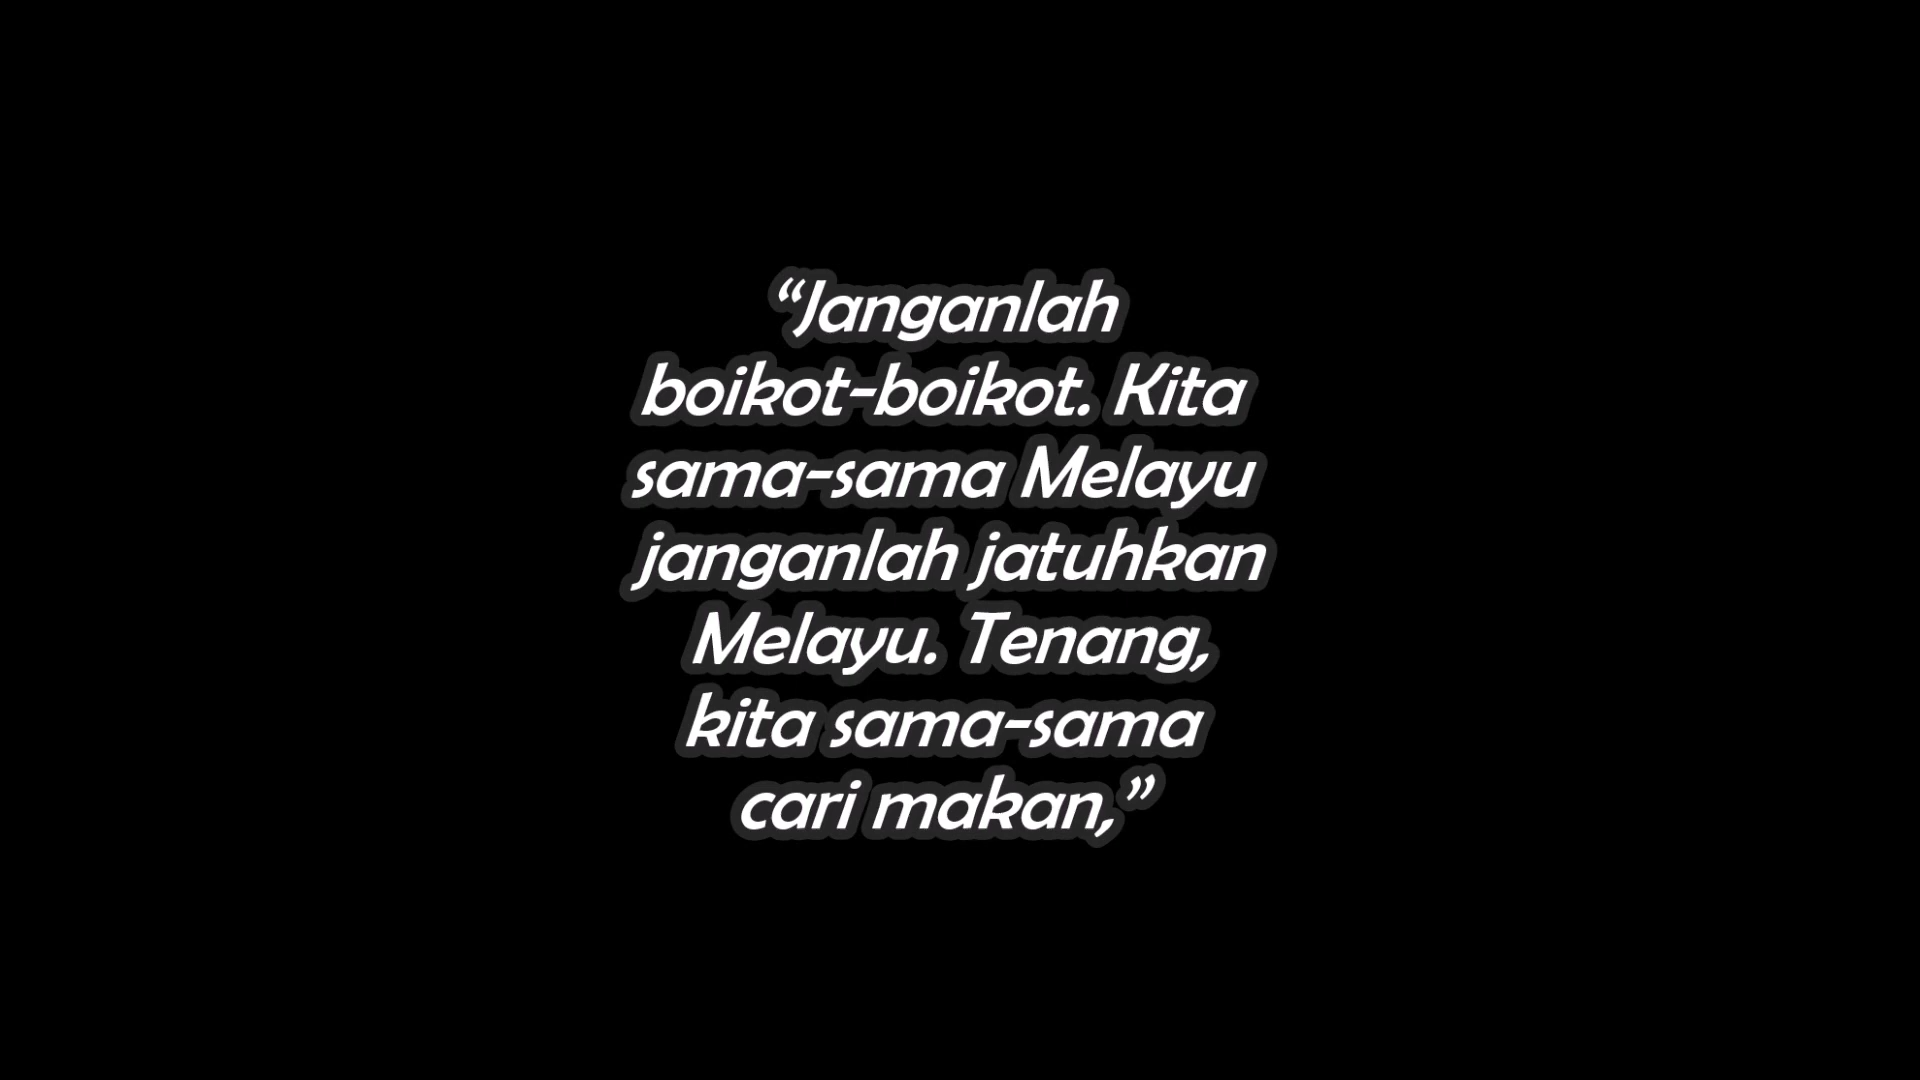 “Janganlah
boikot-boikot. Kita
sama-sama Melayu
janganlah jatuhkan
Melayu. Tenang,
kita sama-sama
cari makan,”